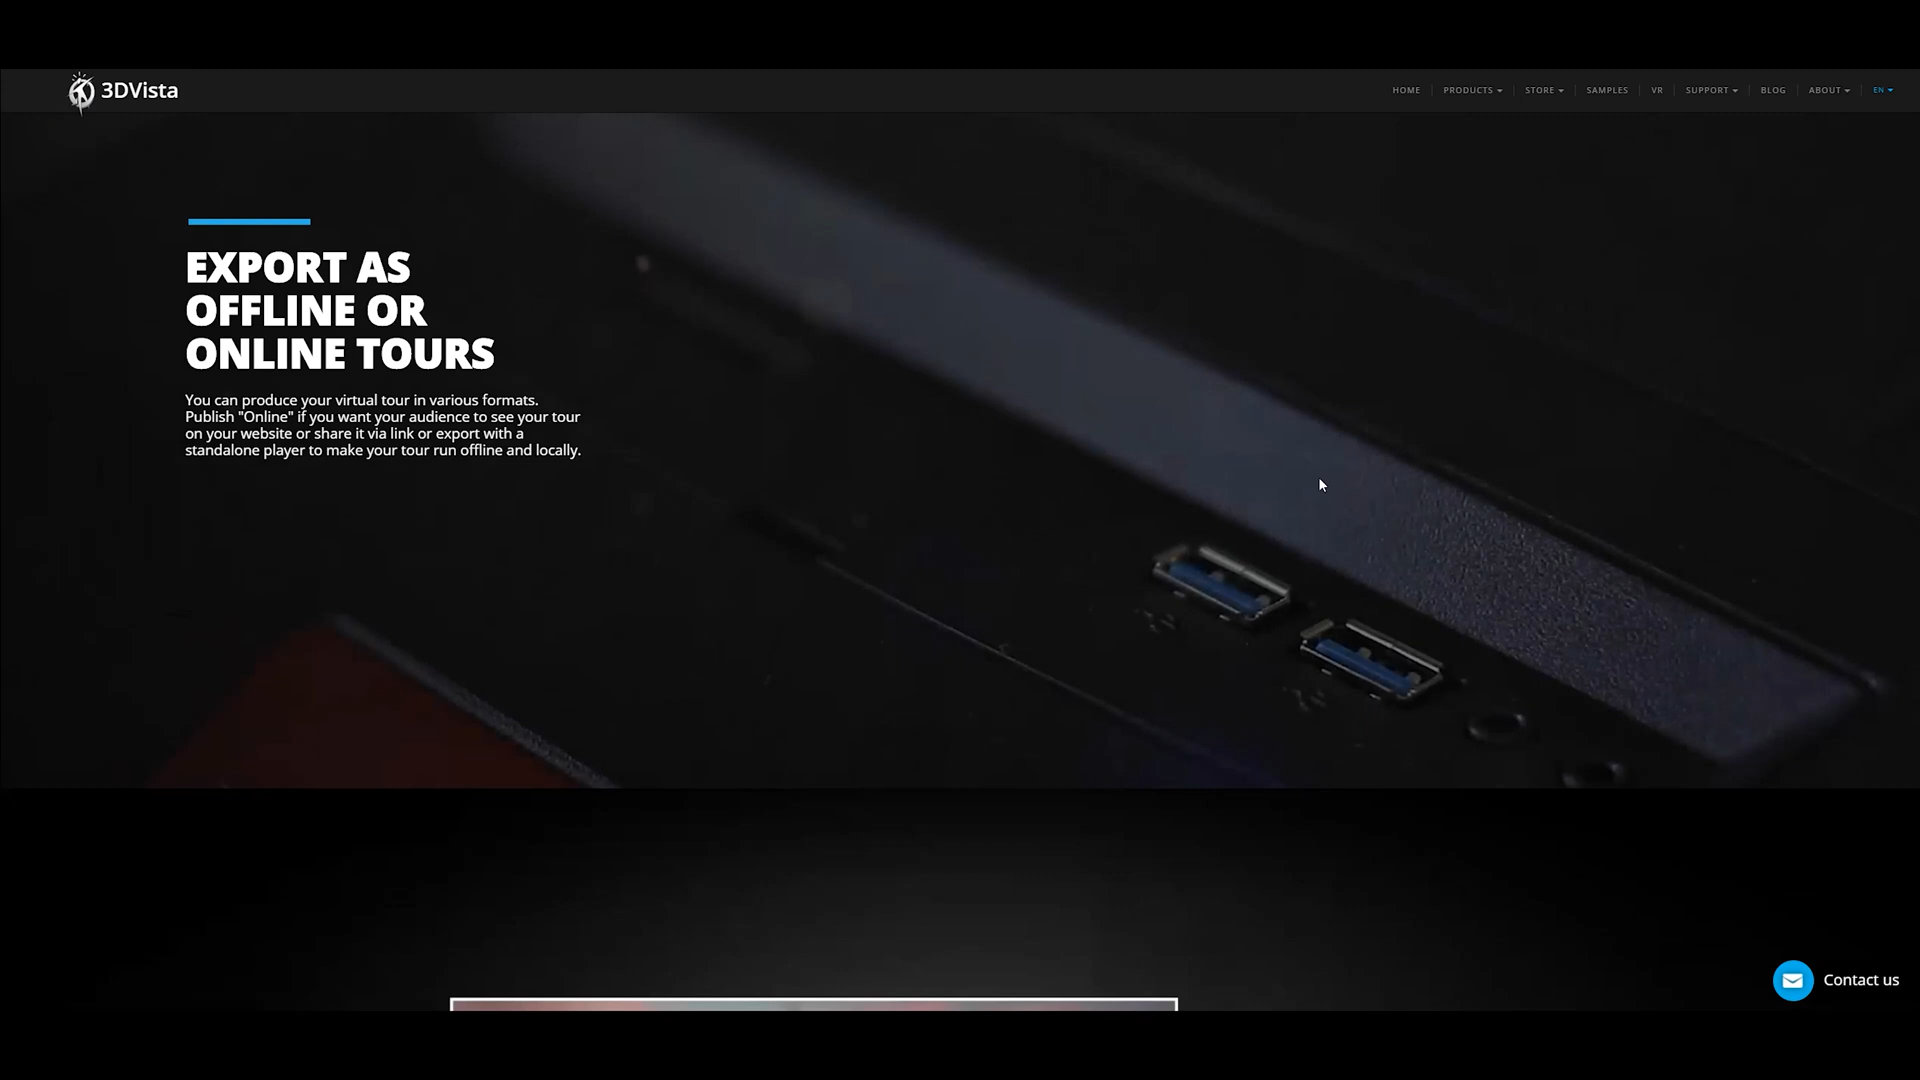 3DVista
HOME
PRODUCTS
STORE
SAMPLES
VR
SUPPORT
BLOG
ABOUT
EN
EXPORT AS
OFFLINE OR
ONLINE TOURS
You can produce your virtual tour in various formats.
Publish "Online" if you want your audience to see your tour
on your website or share it via link or export with a
standalone player to make your tour run offline and locally.
Contact us